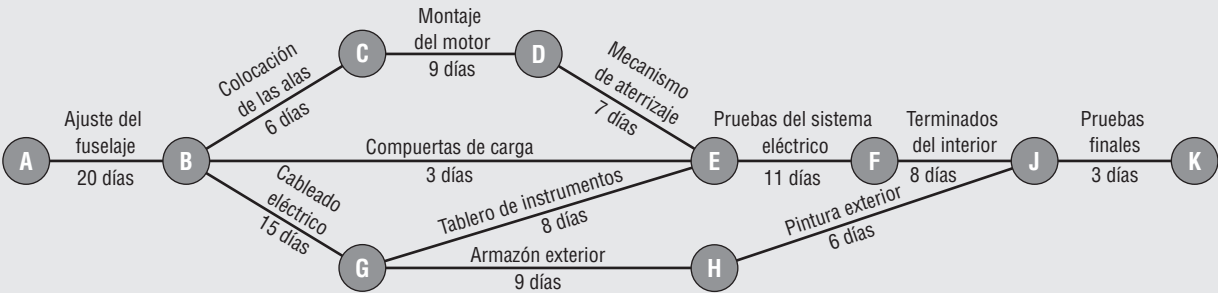 Ajuste del
fuselaje
20 días
Colocación
de las alas
6 días
Montaje
del motor
9 días
Mecanismo
de aterrizaje
7 días
Compuertas de carga
3 días
Cableado
eléctrico
15 días
Tablero de instrumentos
8 días
Armazón exterior
9 días
Pruebas del sistema
eléctrico
11 días
Terminados
del interior
8 días
Pintura exterior
6 días
Pruebas
finales
3 días
A
B
C
D
E
F
G
H
J
K